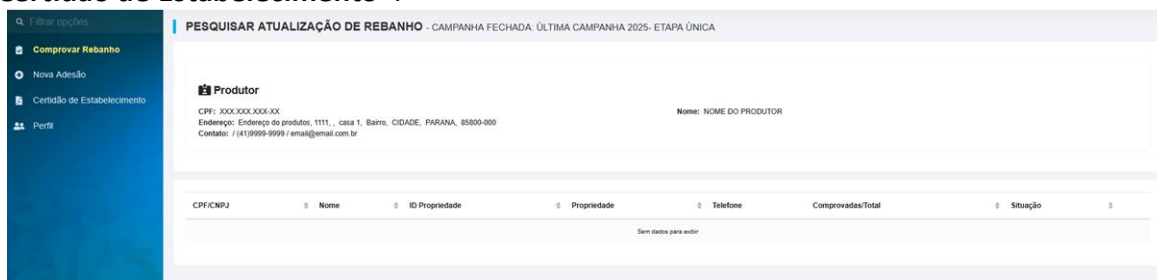 Certidão de Estabelecimento
Filtrar opções
Comprovar Rebanho
Nova Adesão
Certidão de Estabelecimento
Perfil
PESQUISAR ATUALIZAÇÃO DE REBANHO - CAMPANHA FECHADA: ÚLTIMA CAMPANHA 2025- ETAPA ÚNICA
Produtor
CPF: XXX.XXX.XXX-XX
Nome: NOME DO PRODUTOR
Endereço: Endereço do produtos, 1111, , casa 1, Bairro, CIDADE, PARANA, 85800-000
Contato: / (41)9999-9999 / email@email.com.br
CPF/CNPJ Nome ID Propriedade Propriedade Telefone Comprovadas/Total Situação
Sem dados para exibir